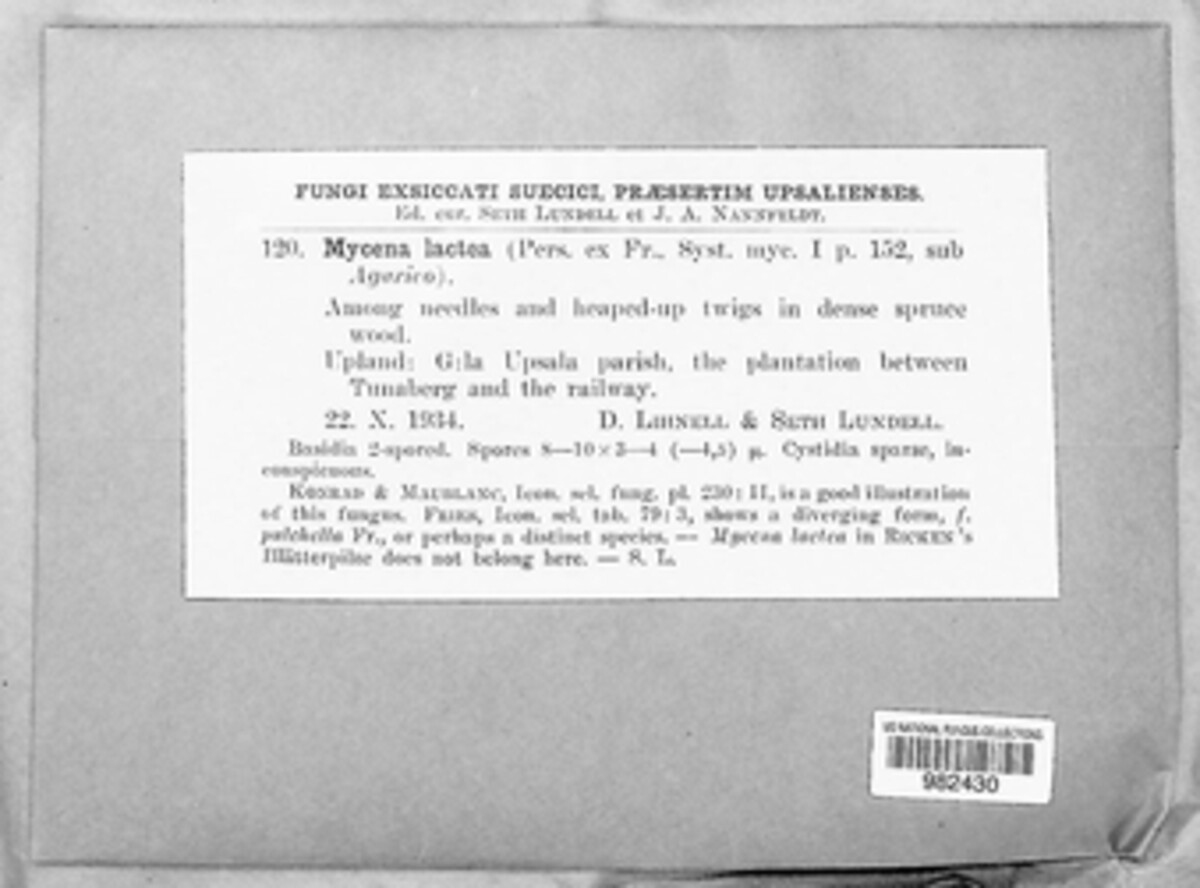 FUNGI EXSICCATI SUECICI, PRÆSERTIM UPSALIENSES.
Ed. cur. SETH LUNDELL et J. A. NANNFELDT.
120. Mycena lactea (Pers. ex Fr., Syst. myc. I p. 152, sub
Agarico).
Among needles and heaped-up twigs in dense spruce
wood.
Upland: G:la Upsala parish, the plantation between
Tunaberg and the railway.
22. X. 1934. D. LIHNELL & SETH LUNDELL.
Basidia 2-spored. Spores 8—10×3—4 (—4,5) μ. Cystidia sparse, in-
conspicuous.
KONRAD & MAUBLANC, Icon. sel. fung. pl. 230: II, is a good illustration
of this fungus. FRIES, Icon. sel. tab. 79: 3, shows a diverging form, f.
pulchella Fr., or perhaps a distinct species. — Mycena lactea in RICKEN's
Blätterpilze does not belong here. — S. L.
US NATIONAL FUNGUS COLLECTIONS
982430